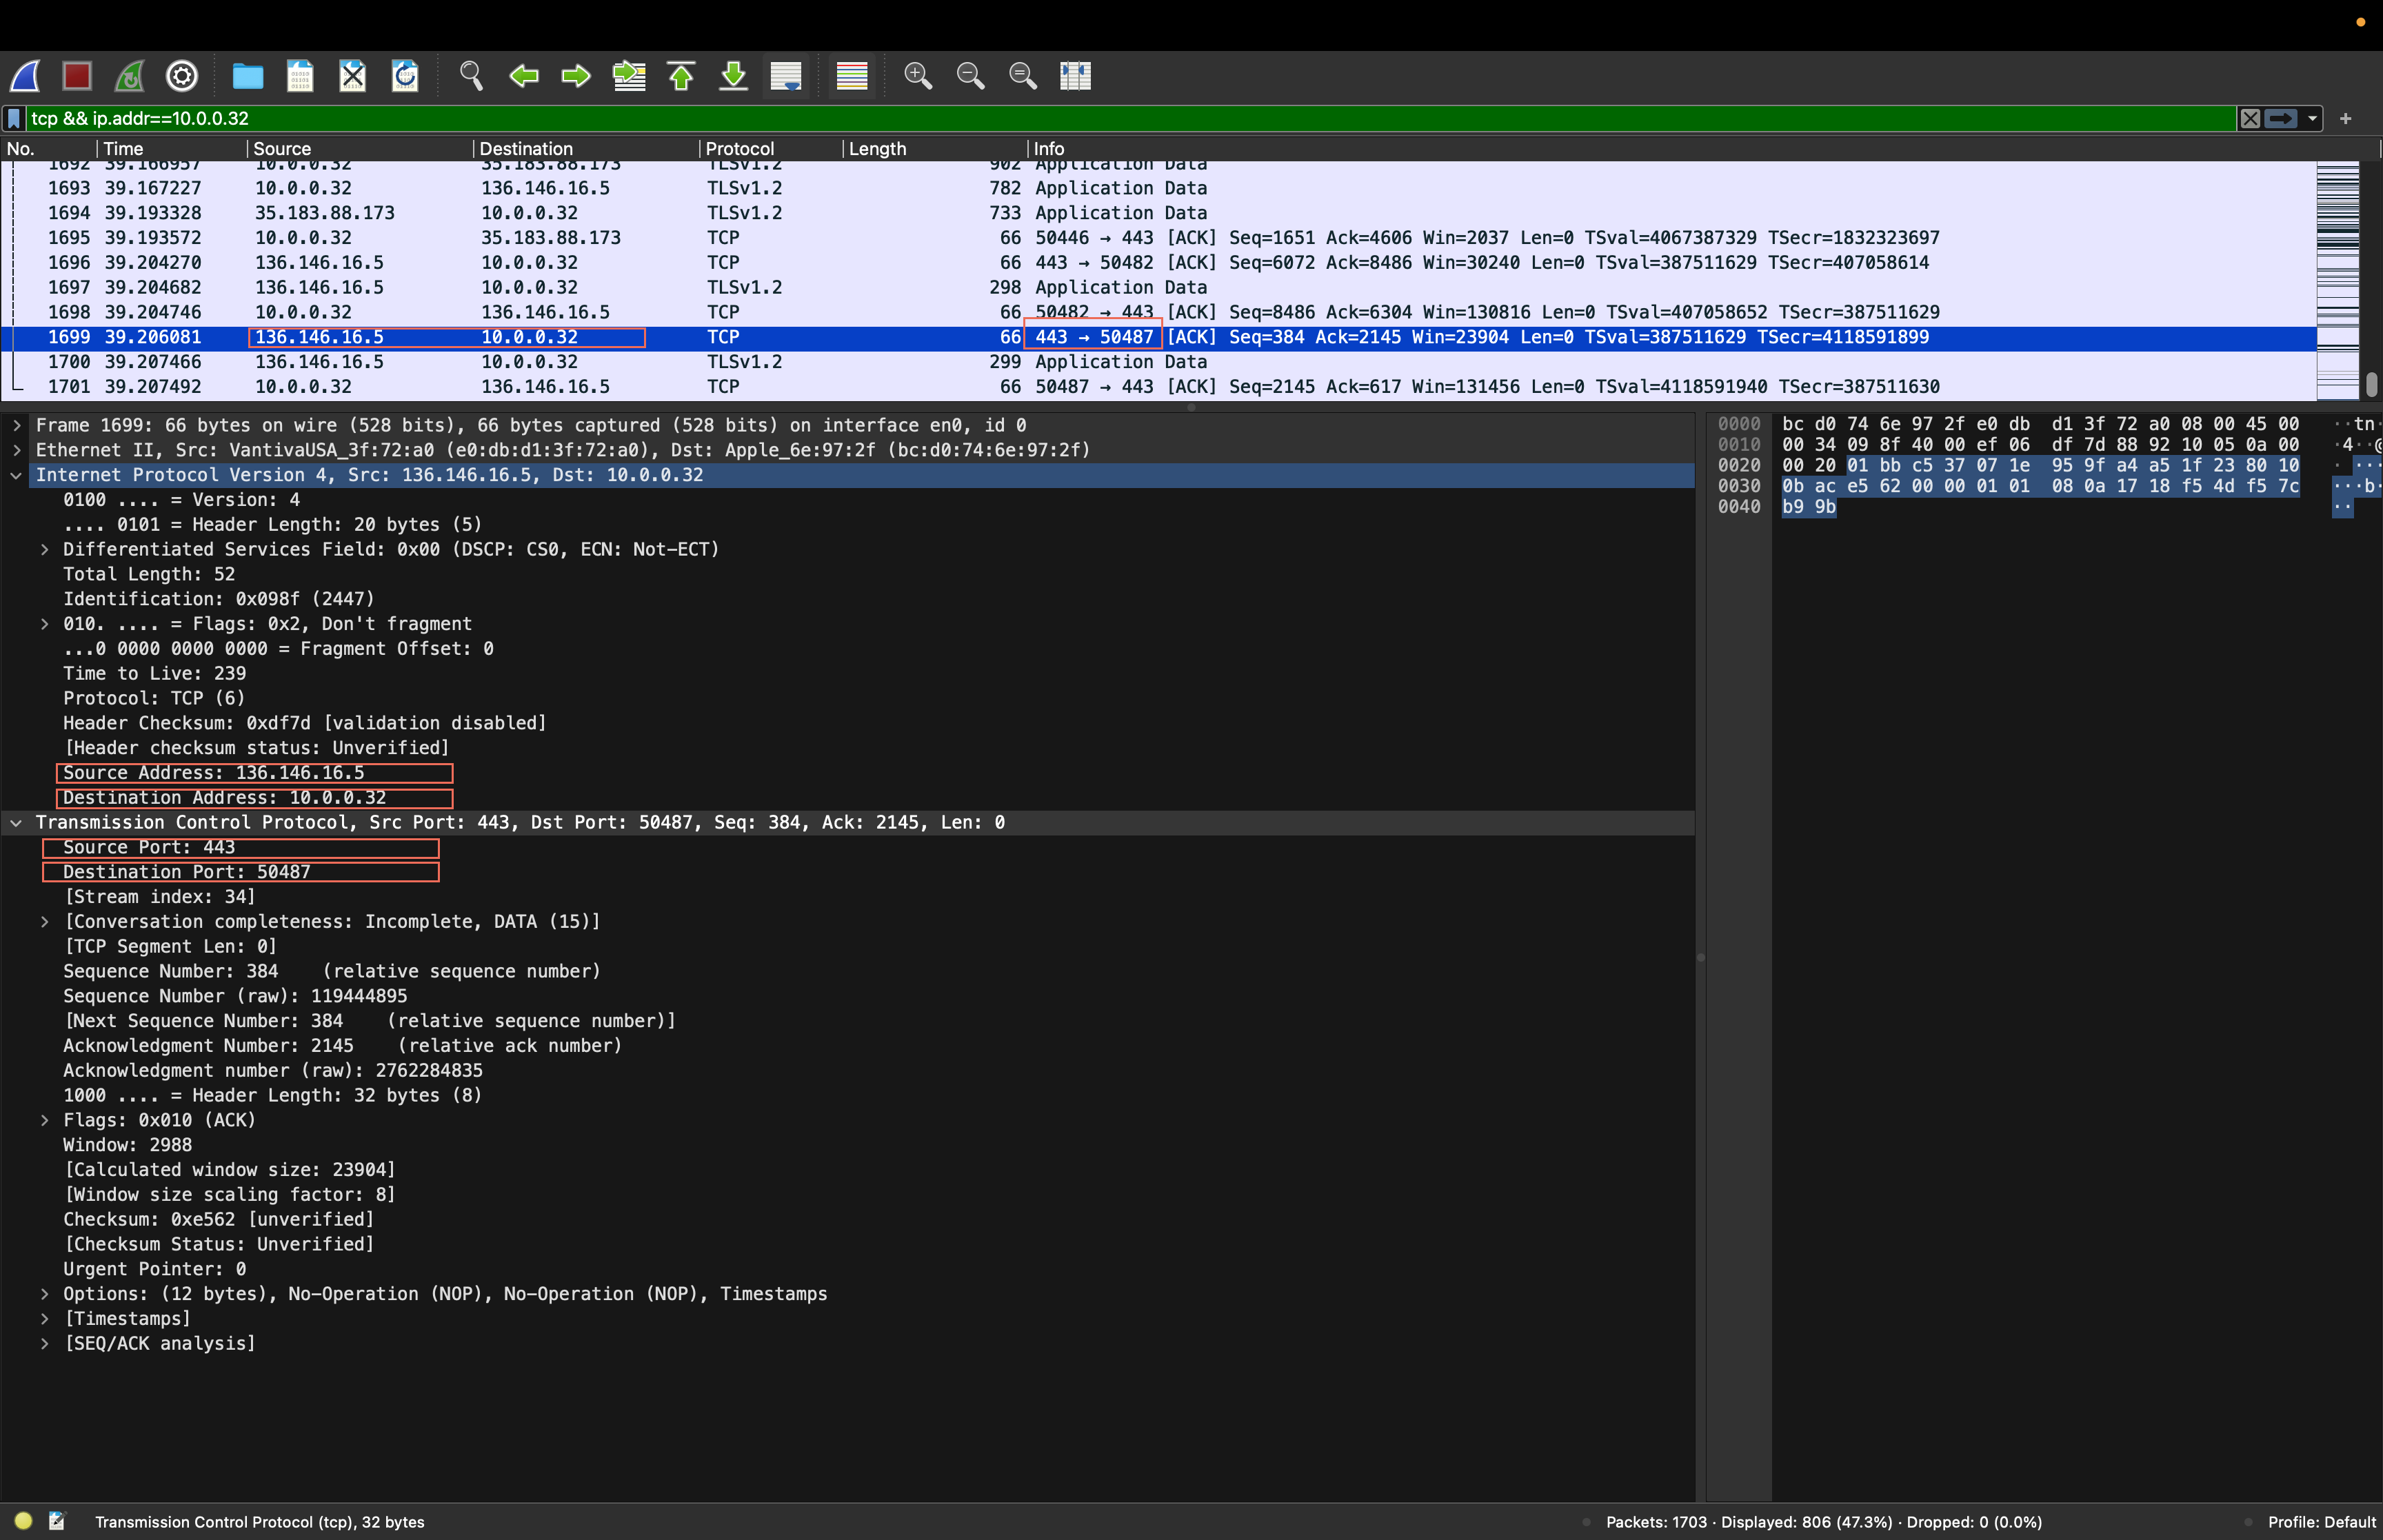 tcp && ip.addr==10.0.0.32
No. Time Source Destination Protocol Length Info
1692 39.166957 10.0.0.32 35.183.88.173 TLSv1.2 902 Application Data
1693 39.167227 10.0.0.32 136.146.16.5 TLSv1.2 782 Application Data
1694 39.193328 35.183.88.173 10.0.0.32 TLSv1.2 733 Application Data
1695 39.193572 10.0.0.32 35.183.88.173 TCP 66 50446 → 443 [ACK] Seq=1651 Ack=4606 Win=2037 Len=0 TSval=4067387329 TSecr=1832323697
1696 39.204270 136.146.16.5 10.0.0.32 TCP 66 443 → 50482 [ACK] Seq=6072 Ack=8486 Win=30240 Len=0 TSval=387511629 TSecr=407058614
1697 39.204682 136.146.16.5 10.0.0.32 TLSv1.2 298 Application Data
1698 39.204746 10.0.0.32 136.146.16.5 TCP 66 50482 → 443 [ACK] Seq=8486 Ack=6304 Win=130816 Len=0 TSval=407058652 TSecr=387511629
1699 39.206081 136.146.16.5 10.0.0.32 TCP 66 443 → 50487 [ACK] Seq=384 Ack=2145 Win=23904 Len=0 TSval=387511629 TSecr=4118591899
1700 39.207466 136.146.16.5 10.0.0.32 TLSv1.2 299 Application Data
1701 39.207492 10.0.0.32 136.146.16.5 TCP 66 50487 → 443 [ACK] Seq=2145 Ack=617 Win=131456 Len=0 TSval=4118591940 TSecr=387511630
Frame 1699: 66 bytes on wire (528 bits), 66 bytes captured (528 bits) on interface en0, id 0
Ethernet II, Src: VantivaUSA_3f:72:a0 (e0:db:d1:3f:72:a0), Dst: Apple_6e:97:2f (bc:d0:74:6e:97:2f)
Internet Protocol Version 4, Src: 136.146.16.5, Dst: 10.0.0.32
0100 .... = Version: 4
.... 0101 = Header Length: 20 bytes (5)
Differentiated Services Field: 0x00 (DSCP: CS0, ECN: Not-ECT)
Total Length: 52
Identification: 0x098f (2447)
010. .... = Flags: 0x2, Don't fragment
...0 0000 0000 0000 = Fragment Offset: 0
Time to Live: 239
Protocol: TCP (6)
Header Checksum: 0xdf7d [validation disabled]
[Header checksum status: Unverified]
Source Address: 136.146.16.5
Destination Address: 10.0.0.32
Transmission Control Protocol, Src Port: 443, Dst Port: 50487, Seq: 384, Ack: 2145, Len: 0
Source Port: 443
Destination Port: 50487
[Stream index: 34]
[Conversation completeness: Incomplete, DATA (15)]
[TCP Segment Len: 0]
Sequence Number: 384    (relative sequence number)
Sequence Number (raw): 119444895
[Next Sequence Number: 384    (relative sequence number)]
Acknowledgment Number: 2145    (relative ack number)
Acknowledgment number (raw): 2762284835
1000 .... = Header Length: 32 bytes (8)
Flags: 0x010 (ACK)
Window: 2988
[Calculated window size: 23904]
[Window size scaling factor: 8]
Checksum: 0xe562 [unverified]
[Checksum Status: Unverified]
Urgent Pointer: 0
Options: (12 bytes), No-Operation (NOP), No-Operation (NOP), Timestamps
[Timestamps]
[SEQ/ACK analysis]
0000 bc d0 74 6e 97 2f e0 db d1 3f 72 a0 08 00 45 00 ··tn·
0010 00 34 09 8f 40 00 ef 06 df 7d 88 92 10 05 0a 00 ·4··@
0020 00 20 01 bb c5 37 07 1e 95 9f a4 a5 1f 23 80 10 · ···
0030 0b ac e5 62 00 00 01 01 08 0a 17 18 f5 4d f5 7c ···b·
0040 b9 9b ··
Transmission Control Protocol (tcp), 32 bytes
Packets: 1703 · Displayed: 806 (47.3%) · Dropped: 0 (0.0%)
Profile: Default